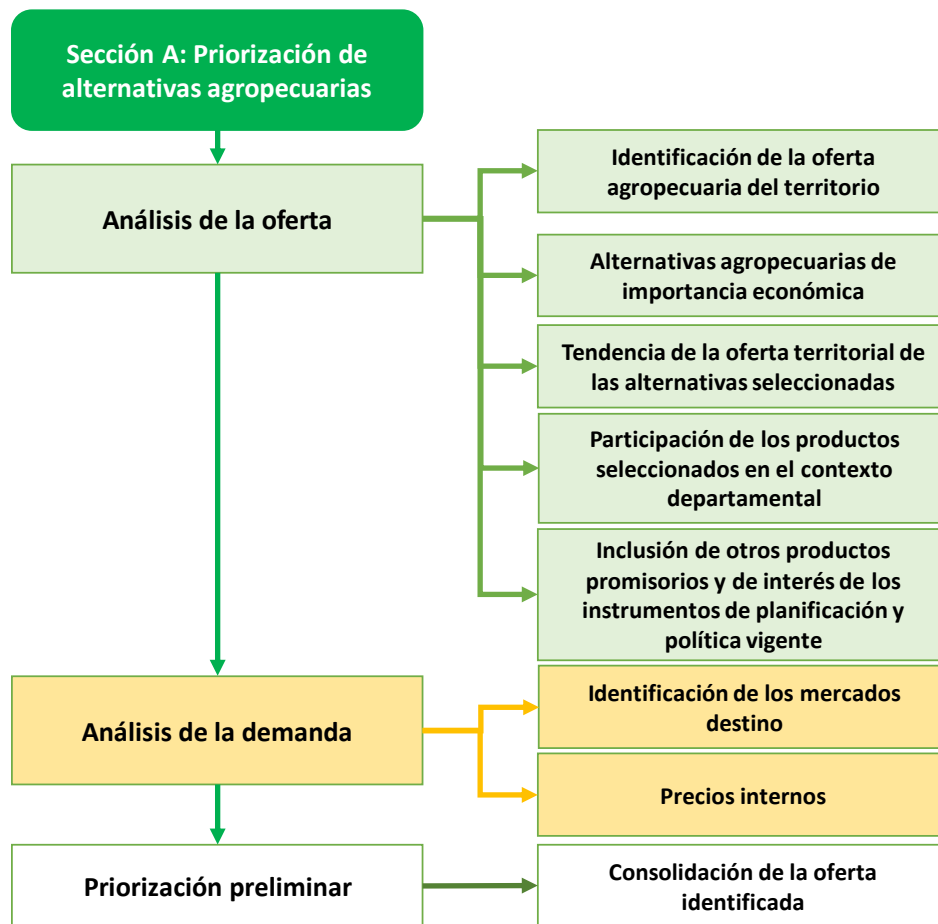 Sección A: Priorización de
alternativas agropecuarias
Análisis de la oferta
Identificación de la oferta
agropecuaria del territorio
Alternativas agropecuarias de
importancia económica
Tendencia de la oferta territorial de
las alternativas seleccionadas
Participación de los productos
seleccionados en el contexto
departamental
Inclusión de otros productos
promisorios y de interés de los
instrumentos de planificación y
política vigente
Análisis de la demanda
Identificación de los mercados
destino
Precios internos
Priorización preliminar
Consolidación de la oferta
identificada